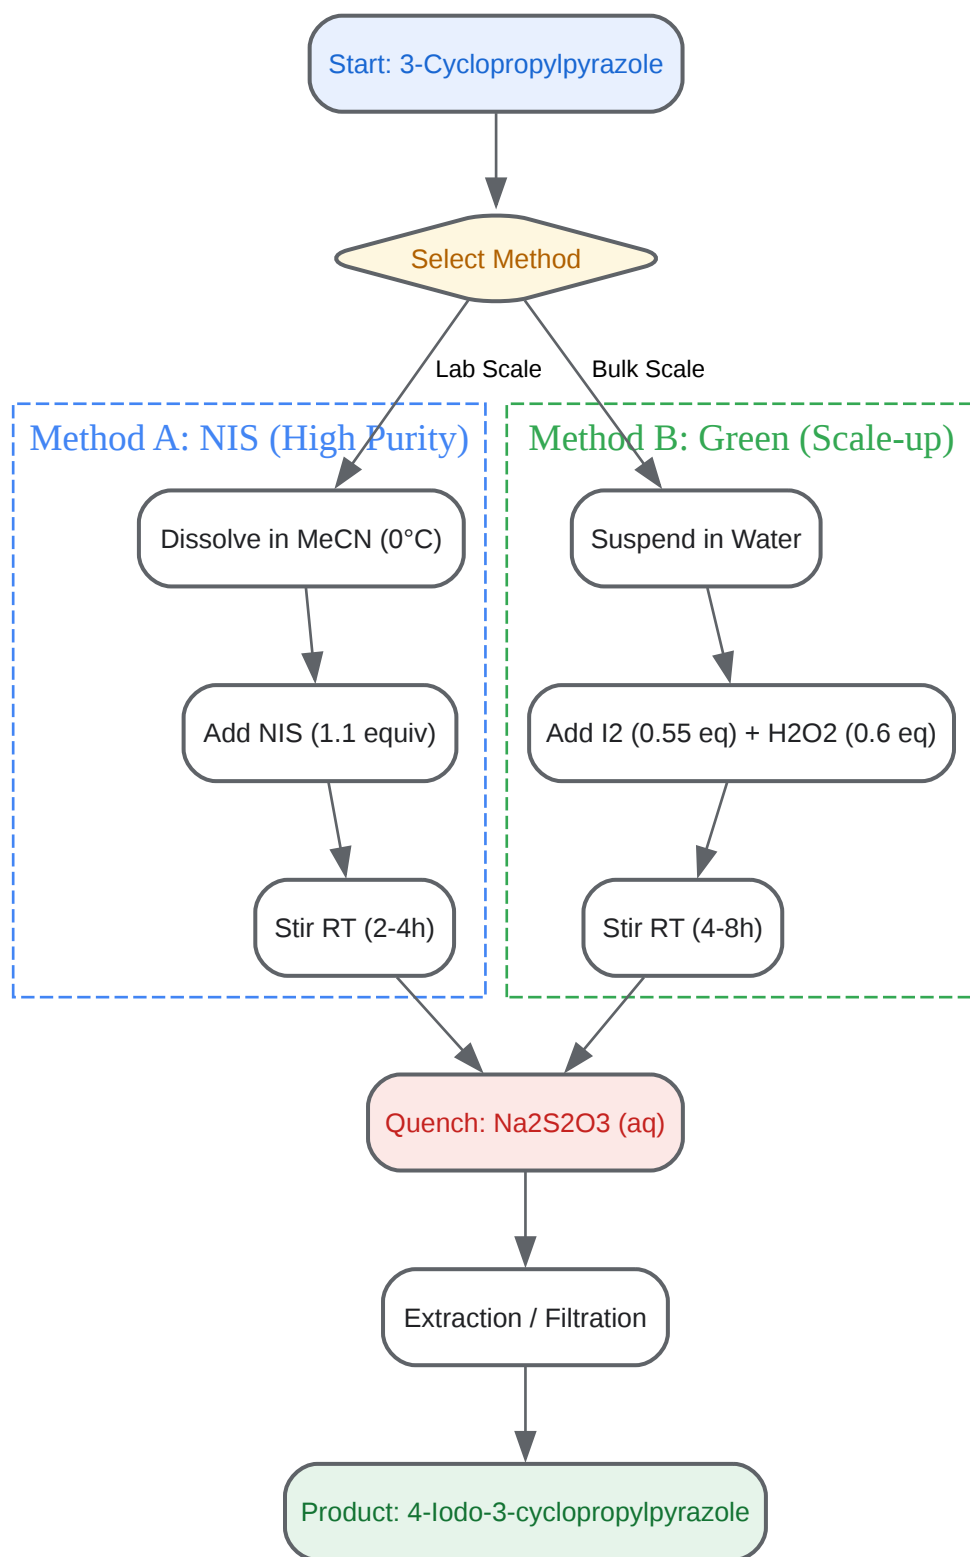 Start: 3-Cyclopropylpyrazole
Select Method
Lab Scale
Bulk Scale
Method A: NIS (High Purity)
Dissolve in MeCN (0°C)
Add NIS (1.1 equiv)
Stir RT (2-4h)
Method B: Green (Scale-up)
Suspend in Water
Add I2 (0.55 eq) + H2O2 (0.6 eq)
Stir RT (4-8h)
Quench: Na2S2O3 (aq)
Extraction / Filtration
Product: 4-Iodo-3-cyclopropylpyrazole